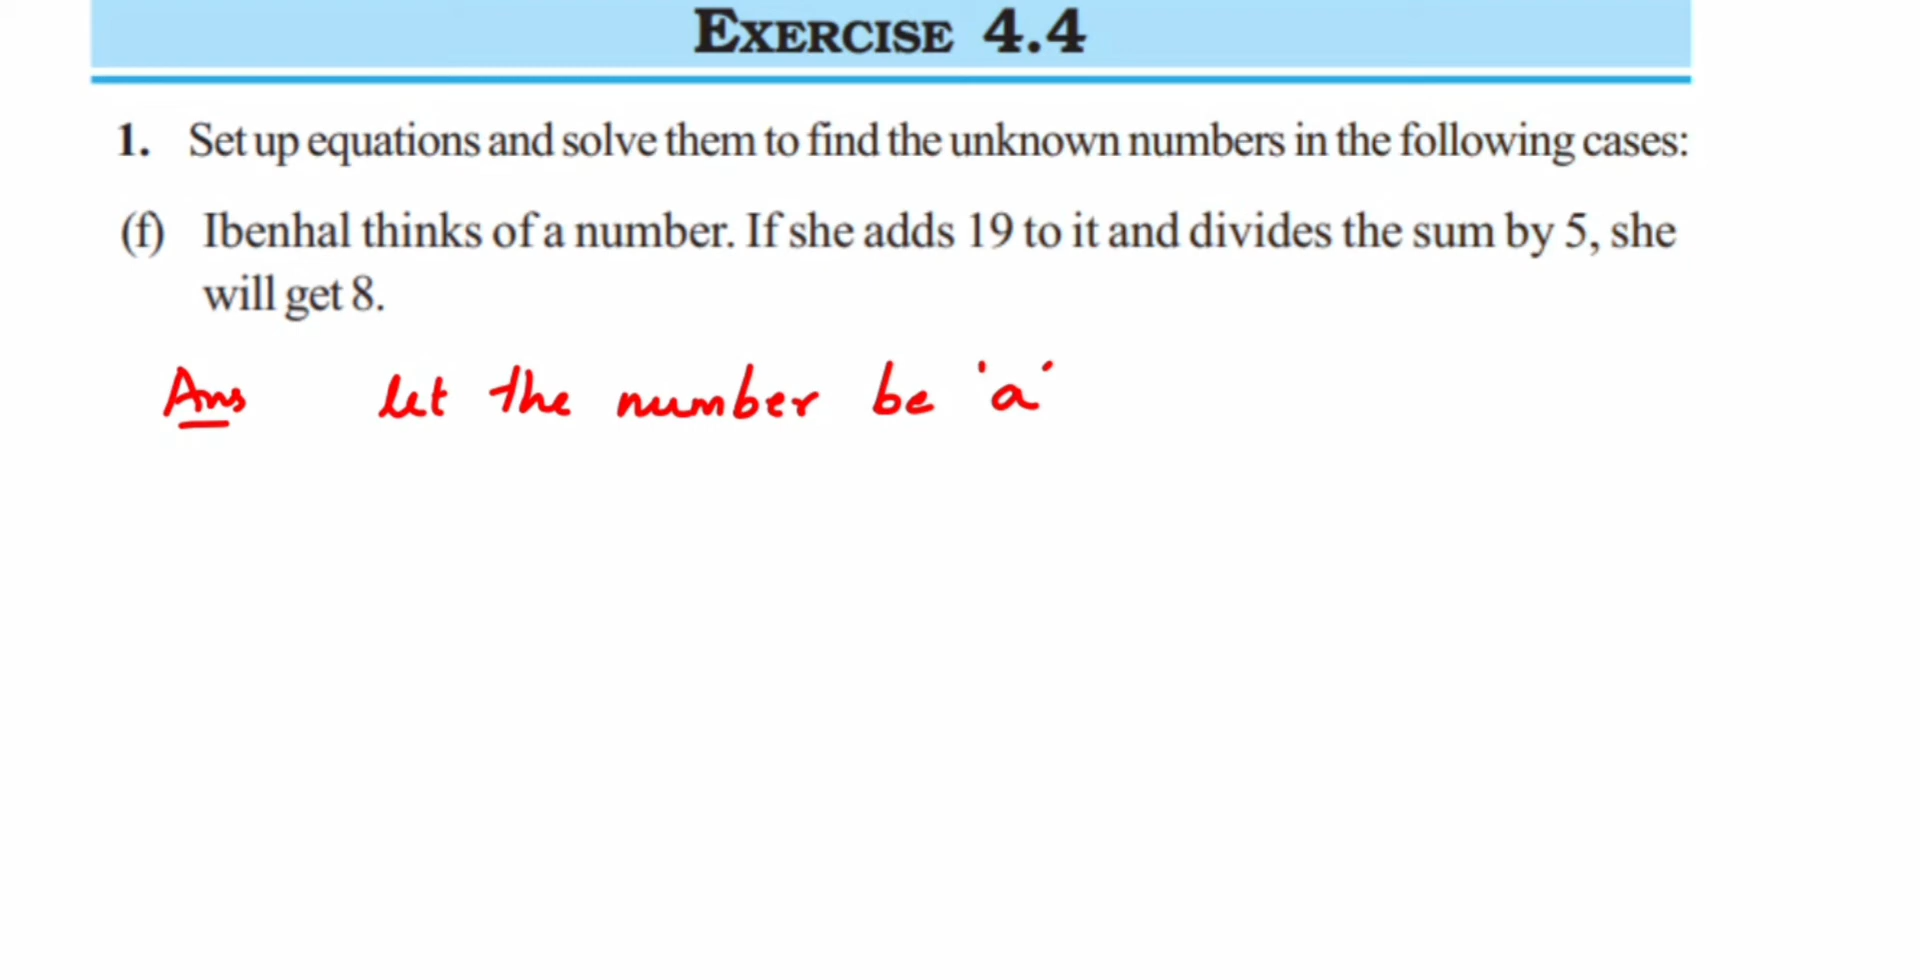 EXERCISE 4.4
1. Set up equations and solve them to find the unknown numbers in the following cases:
(f) Ibenhal thinks of a number. If she adds 19 to it and divides the sum by 5, she
will get 8.
Ans let the number be 'a'